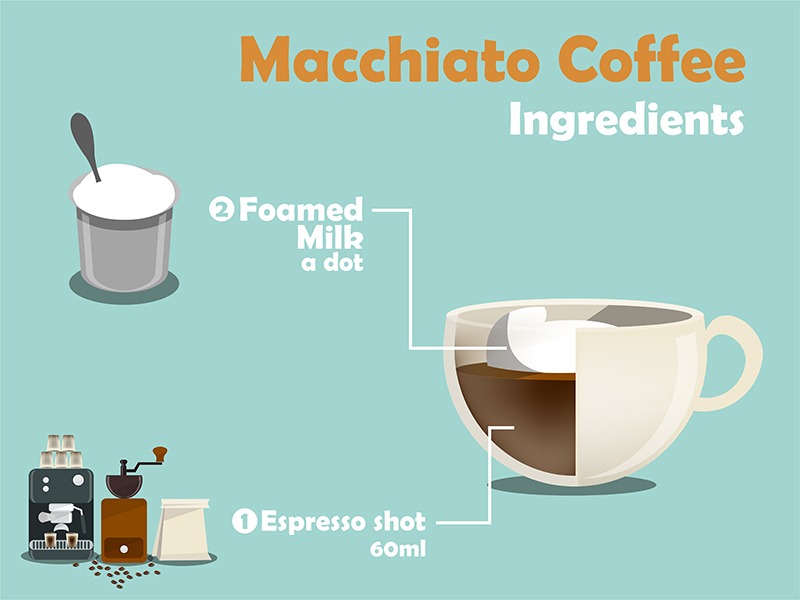 Macchiato Coffee
Ingredients
2 Foamed
Milk
a dot
1 Espresso shot
60ml